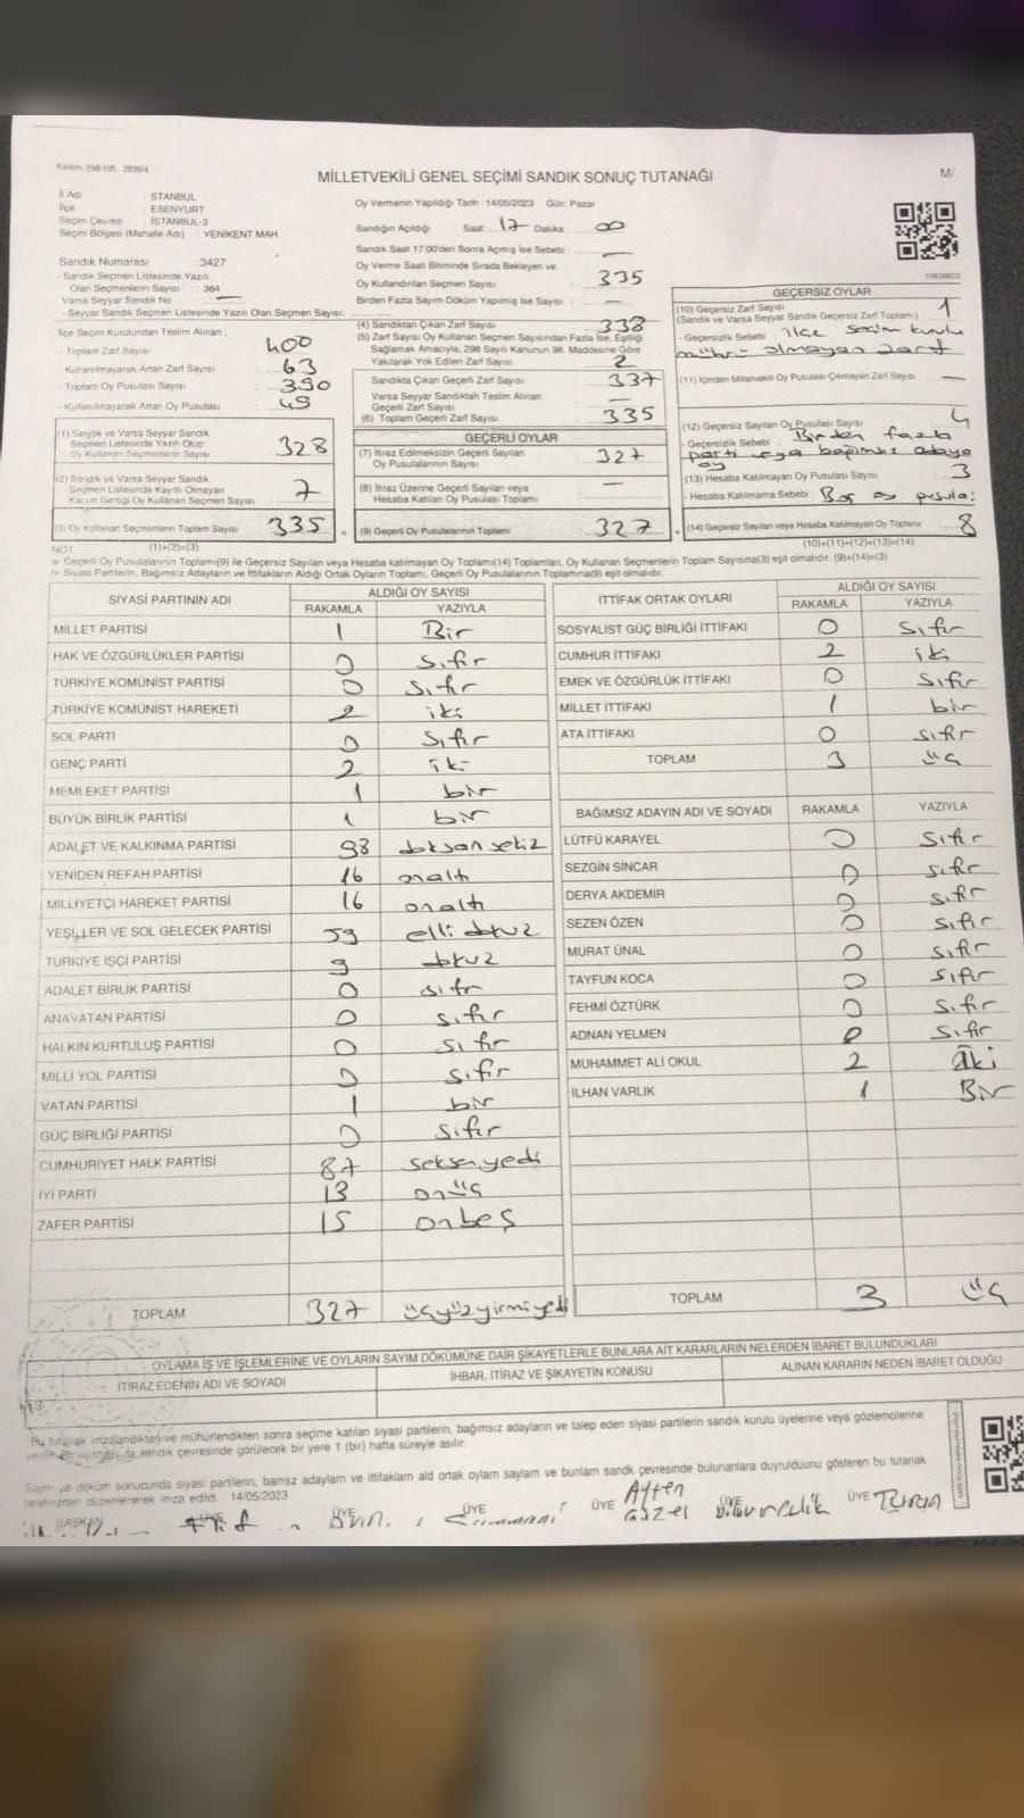 MİLLETVEKİLİ GENEL SEÇİMİ SANDIK SONUÇ TUTANAĞI
M/
İl Adı İSTANBUL
İlçe ESENYURT
Seçim Çevresi İSTANBUL-3
Seçim Bölgesi (Mahalle Adı) YENİKENT MAH.
Sandık Numarası 3427
- Sandık Seçmen Listesinde Yazılı
Olan Seçmenlerin Sayısı : 364
Varsa Seyyar Sandık No —
- Seyyar Sandık Seçmen Listesinde Yazılı Olan Seçmen Sayısı:
İlçe Seçim Kurulundan Teslim Alınan ;
- Toplam Zarf Sayısı : 400
- Kullanılmayarak Artan Zarf Sayısı : 63
- Toplam Oy Pusulası Sayısı : 390
- Kullanılmayarak Artan Oy Pusulası : 49
(1) Sandık ve Varsa Seyyar Sandık
Seçmen Listesinde Yazılı Olup
Oy Kullanan Seçmenlerin Sayısı 328
(2) Sandık ve Varsa Seyyar Sandık
Seçmen Listesinde Kayıtlı Olmayan
Kanun Gereği Oy Kullanan Seçmen Sayısı 7
(3) Oy Kullanan Seçmenlerin Toplam Sayısı 335
(1)+(2)=(3)
Oy Vermenin Yapıldığı Tarih : 14/05/2023 Gün: Pazar
Sandığın Açıldığı Saat: 17 Dakika 00
Sandık Saat 17:00'den Sonra Açmış İse Sebebi : —
Oy Verme Saati Bitiminde Sırada Bekleyen ve
Oy Kullandırılan Seçmen Sayısı : 335
Birden Fazla Sayım Döküm Yapılmış İse Sayısı : —
(4) Sandıktan Çıkan Zarf Sayısı : 338
(5) Zarf Sayısı Oy Kullanan Seçmen Sayısından Fazla İse, Eşitliği
Sağlamak Amacıyla, 298 Sayılı Kanunun 98. Maddesine Göre
Yakılarak Yok Edilen Zarf Sayısı : 2
Sandıkta Çıkan Geçerli Zarf Sayısı : 337
Varsa Seyyar Sandıktan Teslim Alınan
Geçerli Zarf Sayısı : —
(6) Toplam Geçerli Zarf Sayısı : 335
GEÇERLİ OYLAR
(7) İtiraz Edilmeksizin Geçerli Sayılan
Oy Pusulalarının Sayısı : 327
(8) İtiraz Üzerine Geçerli Sayılan veya
Hesaba Katılan Oy Pusulası Toplamı : —
(9) Geçerli Oy Pusulalarının Toplamı : 327
GEÇERSİZ OYLAR
(10) Geçersiz Zarf Sayısı 1
(Sandık ve Varsa Seyyar Sandık Geçersiz Zarf Toplamı)
- Geçersizlik Sebebi : ilçe seçim kurulu
mührü olmayan zarf
(11) İçinden Milletvekili Oy Pusulası Çıkmayan Zarf Sayısı —
(12) Geçersiz Sayılan Oy Pusulası Sayısı 4
- Geçersizlik Sebebi : Birden fazla
parti veya bağımsız adaya
oy
(13) Hesaba Katılmayan Oy Pusulası Sayısı 3
- Hesaba Katılmama Sebebi : Boş oy pusula:
(14) Geçersiz Sayılan veya Hesaba Katılmayan Oy Toplamı 8
(10)+(11)+(12)+(13)=(14)
NOT
Geçerli Oy Pusulalarının Toplamı(9) ile Geçersiz Sayılan veya Hesaba katılmayan Oy Toplamı(14) Toplamları, Oy Kullanan Seçmenlerin Toplam Sayısına(3) eşit olmalıdır. (9)+(14)=(3)
Siyasi Partilerin, Bağımsız Adayların ve İttifakların Aldığı Ortak Oyların Toplamı, Geçerli Oy Pusulalarının Toplamına(9) eşit olmalıdır.
SİYASİ PARTİNİN ADI ALDIĞI OY SAYISI
RAKAMLA YAZIYLA
MİLLET PARTİSİ 1 Bir
HAK VE ÖZGÜRLÜKLER PARTİSİ 0 Sıfır
TÜRKİYE KOMÜNİST PARTİSİ 0 Sıfır
TÜRKİYE KOMÜNİST HAREKETİ 2 iki
SOL PARTİ 0 Sıfır
GENÇ PARTİ 2 iki
MEMLEKET PARTİSİ 1 bir
BÜYÜK BİRLİK PARTİSİ 1 bir
ADALET VE KALKINMA PARTİSİ 98 doksan sekiz
YENİDEN REFAH PARTİSİ 16 onaltı
MİLLİYETÇİ HAREKET PARTİSİ 16 onaltı
YEŞİLLER VE SOL GELECEK PARTİSİ 59 elli dokuz
TÜRKİYE İŞÇİ PARTİSİ 9 dokuz
ADALET BİRLİK PARTİSİ 0 sıfır
ANAVATAN PARTİSİ 0 sıfır
HALKIN KURTULUŞ PARTİSİ 0 sıfır
MİLLİ YOL PARTİSİ 0 sıfır
VATAN PARTİSİ 1 bir
GÜÇ BİRLİĞİ PARTİSİ 0 sıfır
CUMHURİYET HALK PARTİSİ 87 seksenyedi
İYİ PARTİ 13 onüç
ZAFER PARTİSİ 15 onbeş
TOPLAM 327 üçyüzyirmiyedi
İTTİFAK ORTAK OYLARI ALDIĞI OY SAYISI
RAKAMLA YAZIYLA
SOSYALİST GÜÇ BİRLİĞİ İTTİFAKI 0 Sıfır
CUMHUR İTTİFAKI 2 iki
EMEK VE ÖZGÜRLÜK İTTİFAKI 0 Sıfır
MİLLET İTTİFAKI 1 bir
ATA İTTİFAKI 0 sıfır
TOPLAM 3 üç
BAĞIMSIZ ADAYIN ADI VE SOYADI RAKAMLA YAZIYLA
LÜTFÜ KARAYEL 0 Sıfır
SEZGİN SİNCAR 0 sıfır
DERYA AKDEMİR 0 sıfır
SEZEN ÖZEN 0 sıfır
MURAT ÜNAL 0 sıfır
TAYFUN KOCA 0 sıfır
FEHMİ ÖZTÜRK 0 sıfır
ADNAN YELMEN 0 sıfır
MUHAMMET ALİ OKUL 2 iki
İLHAN VARLIK 1 Bir
TOPLAM 3 üç
OYLAMA İŞ VE İŞLEMLERİNE VE OYLARIN SAYIM DÖKÜMÜNE DAİR ŞİKAYETLERLE BUNLARA AİT KARARLARIN NELERDEN İBARET BULUNDUKLARI
İTİRAZ EDENİN ADI VE SOYADI İHBAR, İTİRAZ VE ŞİKAYETİN KONUSU ALINAN KARARIN NEDEN İBARET OLDUĞU
Bu tutanak imzalandıktan ve mühürlendikten sonra seçime katılan siyasi partilerin, bağımsız adayların ve talep eden siyasi partilerin sandık kurulu üyelerine veya gözlemcilerine
sandık çevresinde görülecek bir yere 1 (bir) hafta süreyle asılır.
Sayım ve döküm sonucunda siyasi partilerin, bamsz adaylarn ve ittifaklarn ald ortak oylarn saylarn ve bunlarn sandk çevresinde bulunanlara duyurulduunu gösteren bu tutanak
tarafmzdan düzenlenerek imza edildi. 14/05/2023
BAŞKAN ÜYE ÜYE ÜYE ÜYE ÜYE ÜYE